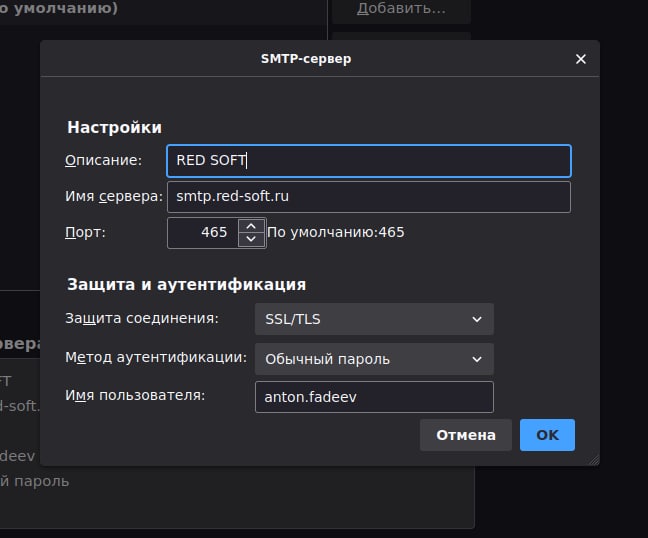 о умолчанию)
Добавить...
SMTP-сервер
Настройки
Описание: RED SOFT
Имя сервера: smtp.red-soft.ru
Порт: 465 По умолчанию:465
Защита и аутентификация
Защита соединения: SSL/TLS
Метод аутентификации: Обычный пароль
Имя пользователя: anton.fadeev
Отмена OK
ервера
FT
d-soft.
deev
й пароль